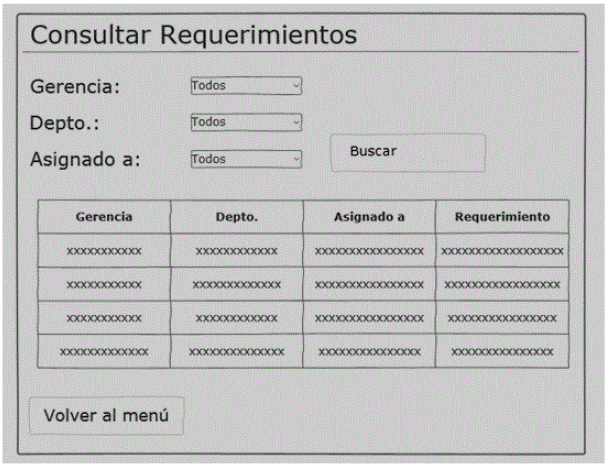 Consultar Requerimientos
Gerencia: Todos
Depto.: Todos
Asignado a: Todos
Buscar
Gerencia Depto. Asignado a Requerimiento
xxxxxxxxxxx xxxxxxxxxxxx xxxxxxxxxxxxxxxx xxxxxxxxxxxxxxxxxx
xxxxxxxxxxx xxxxxxxxxxxxx xxxxxxxxxxxxxxxx xxxxxxxxxxxxxxxxx
xxxxxxxxxxx xxxxxxxxxxxx xxxxxxxxxxxxxxxx xxxxxxxxxxxxxxxx
xxxxxxxxxxxxx xxxxxxxxxxxxxx xxxxxxxxxxxxxxx xxxxxxxxxxxxxxx
Volver al menú